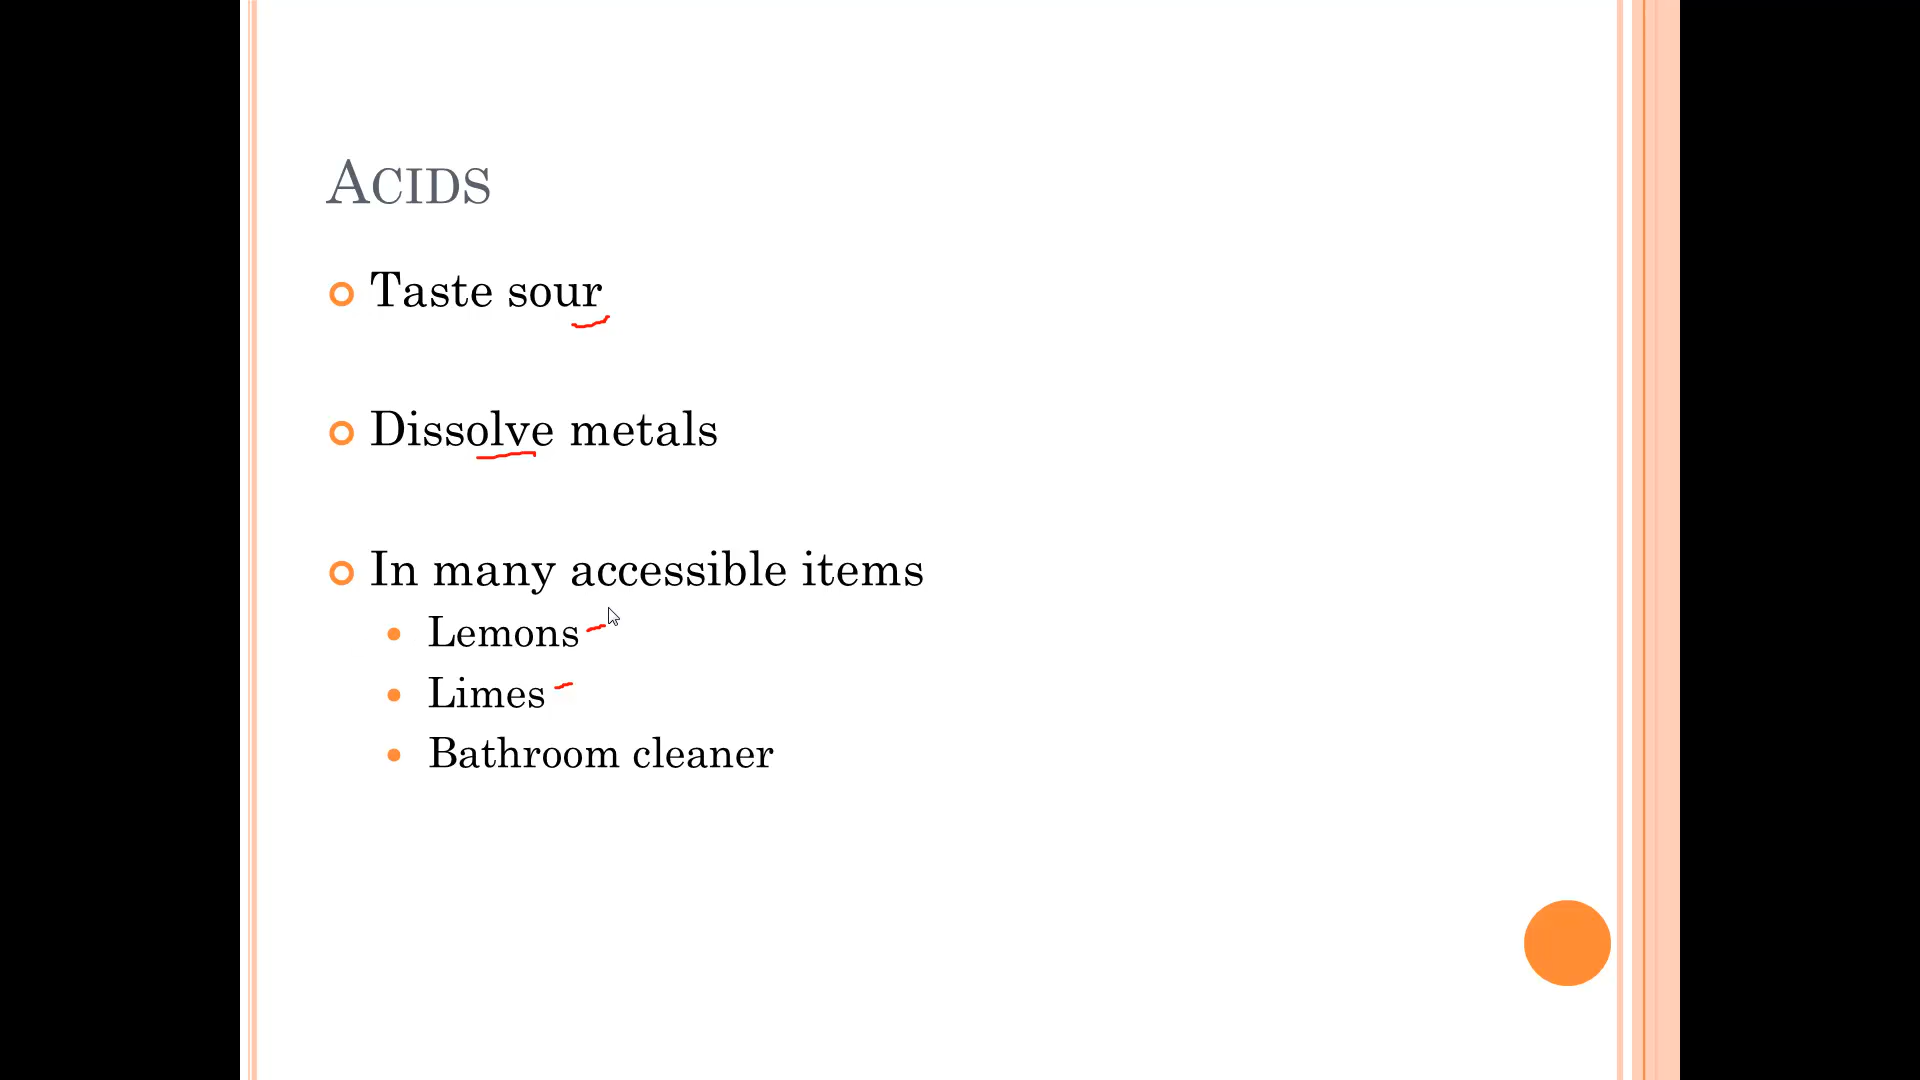 Acids
Taste sour
Dissolve metals
In many accessible items
Lemons
Limes
Bathroom cleaner